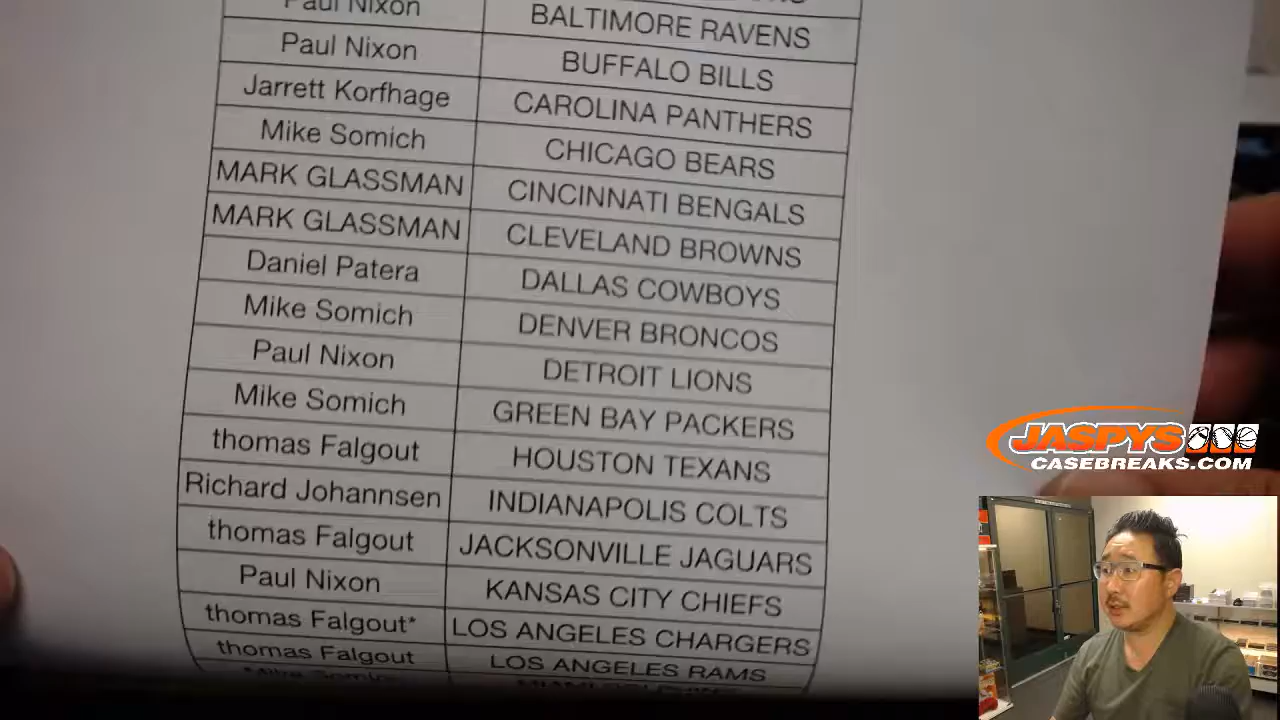 Paul Nixon BALTIMORE RAVENS
Paul Nixon BUFFALO BILLS
Jarrett Korfhage CAROLINA PANTHERS
Mike Somich CHICAGO BEARS
MARK GLASSMAN CINCINNATI BENGALS
MARK GLASSMAN CLEVELAND BROWNS
Daniel Patera DALLAS COWBOYS
Mike Somich DENVER BRONCOS
Paul Nixon DETROIT LIONS
Mike Somich GREEN BAY PACKERS
thomas Falgout HOUSTON TEXANS
Richard Johannsen INDIANAPOLIS COLTS
thomas Falgout JACKSONVILLE JAGUARS
Paul Nixon KANSAS CITY CHIEFS
thomas Falgout* LOS ANGELES CHARGERS
thomas Falgout LOS ANGELES RAMS
JASPYS
CASEBREAKS.COM